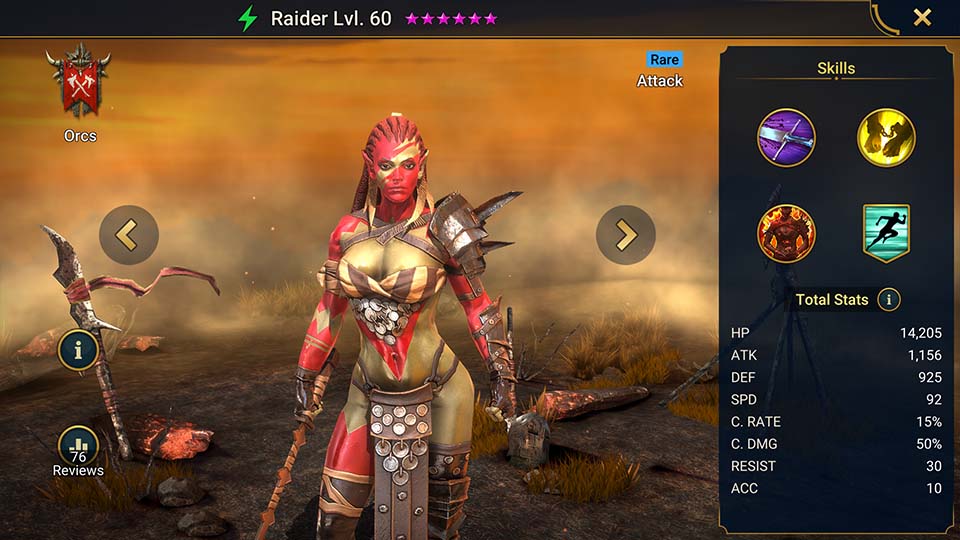 Raider Lvl. 60
Orcs
Rare
Attack
Skills
Total Stats
i
HP 14,205
ATK 1,156
DEF 925
SPD 92
C. RATE 15%
C. DMG 50%
RESIST 30
ACC 10
i
76
Reviews